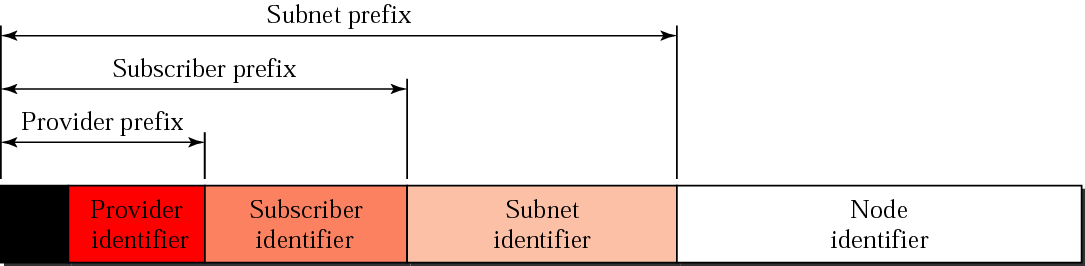 Subnet prefix
Subscriber prefix
Provider prefix
Provider
identifier
Subscriber
identifier
Subnet
identifier
Node
identifier